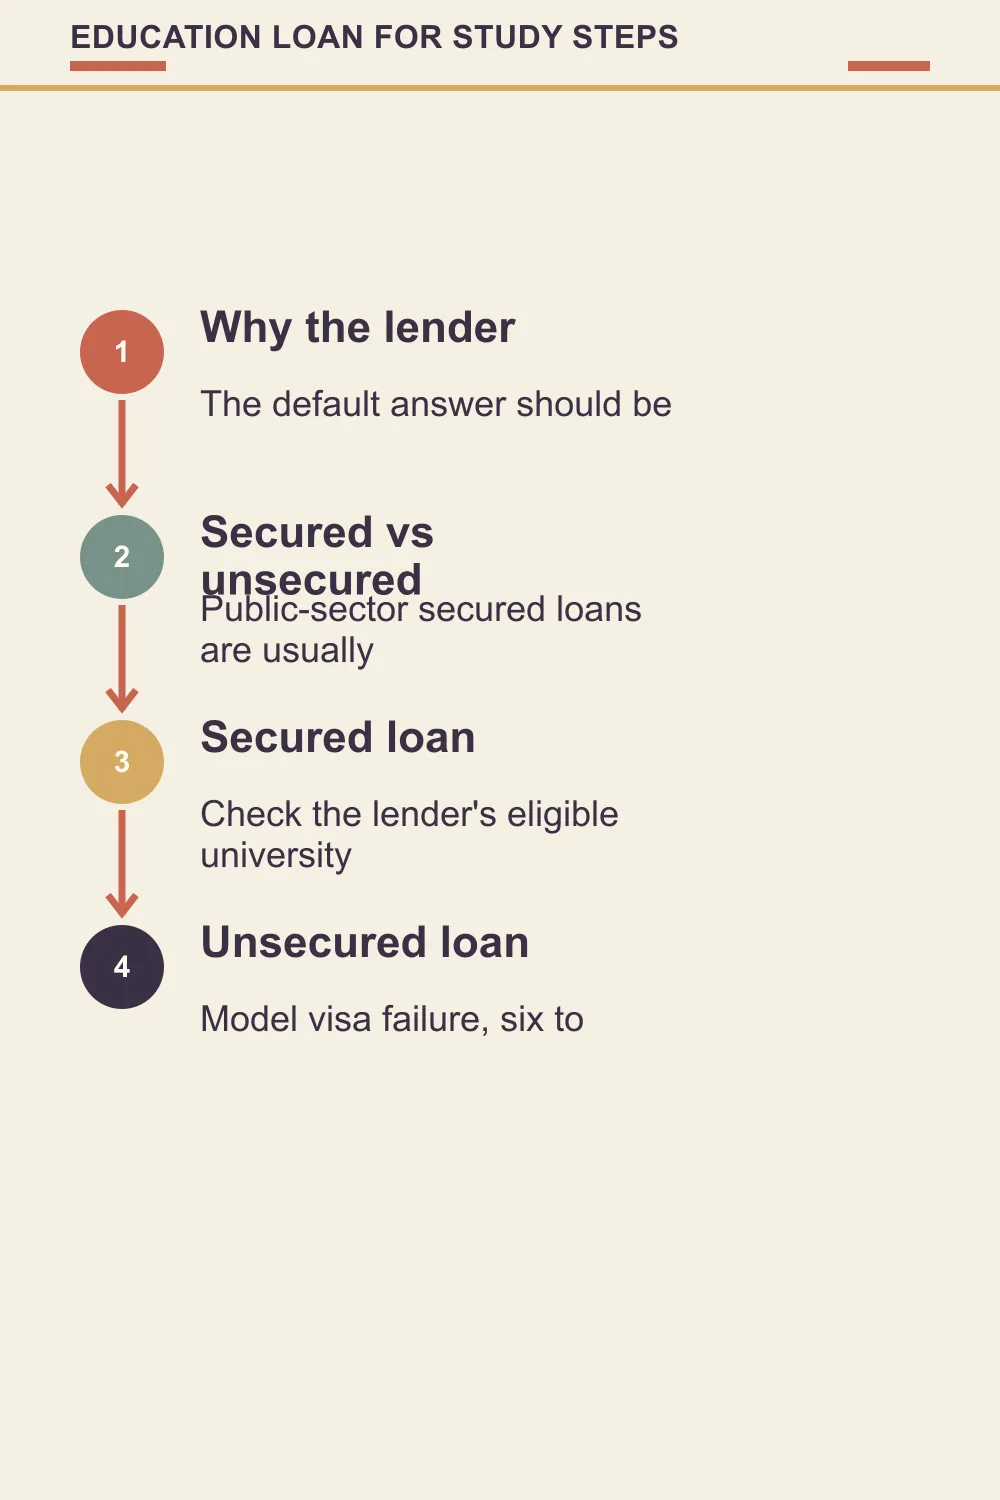 EDUCATION LOAN FOR STUDY STEPS
1
Why the lender
The default answer should be
2
Secured vs
unsecured
Public-sector secured loans
are usually
3
Secured loan
Check the lender's eligible
university
4
Unsecured loan
Model visa failure, six to